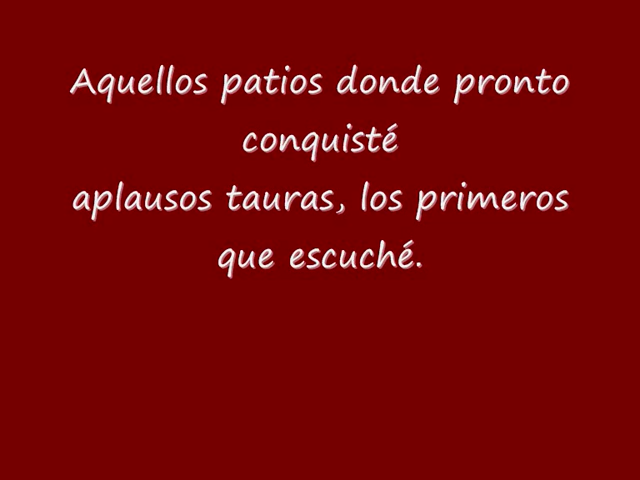 Aquellos patios donde pronto
conquisté
aplausos tauras, los primeros
que escuché.